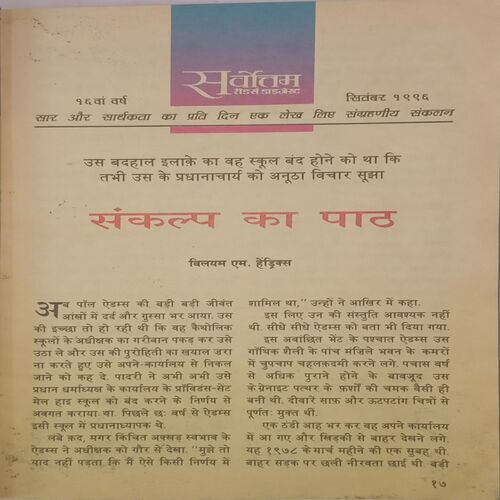 सर्वोत्तम
रीडर्स डाइजेस्ट
१६वां वर्ष
सितंबर १९९६
सार और सार्थकता का प्रति दिन एक लेख लिए संग्रहणीय संकलन
उस बदहाल इलाक़े का वह स्कूल बंद होने को था कि
तभी उस के प्रधानाचार्य को अनूठा विचार सूझा
संकल्प का पाठ
विलयम एम. हेंड्रिक्स
अब पॉल ऐडम्स की बड़ी बड़ी जीवंत
आंखों में दर्द और ग़ुस्सा भर आया. उस
की इच्छा तो हो रही थी कि वह कैथोलिक
स्कूलों के अधीक्षक का गरीबान पकड़ कर उसे
उठा ले और उस की पुरोहिती का खयाल ज़रा
ना करते हुए उसे अपने कार्यालय से निकल
जाने को कह दे. पादरी ने अभी अभी उसे
प्रधान धर्माध्यक्ष के कार्यालय के प्रॉविडंस-सेंट
मेल हाई स्कूल को बंद करने के निर्णय से
अवगत कराया था. पिछले छः वर्ष से ऐडम्स
इसी स्कूल में प्रधानाध्यापक थे.
लंबे क़द, मगर किंचित अक्खड़ स्वभाव के
ऐडम्स ने अधीक्षक को ग़ौर से देखा. "मुझे तो
याद नहीं पड़ता कि मैं ऐसे किसी निर्णय में
शामिल था," उन्होंने आखिर में कहा.
इस लिए उन की संस्तुति आवश्यक नहीं
थी. सीधे सीधे ऐडम्स को बता भी दिया गया.
इस अवांछित भेंट के पश्चात ऐडम्स उस
गॉथिक शैली के पांच मंज़िले भवन के कमरों
में चुपचाप चहलक़दमी करने लगे. पचास वर्ष
से अधिक पुराने होने के बावजूद उस
के ग्रेनाइट पत्थर के फ़र्शों की चमक वैसी ही
बनी थी. दीवारें साफ़ और ऊटपटांग चित्रों से
पूर्णतः मुक्त थीं.
एक ठंडी आह भर कर वह अपने कार्यालय
में आ गए और खिड़की से बाहर देखने लगे.
यह १९७८ के मार्च महीने की एक सुबह थी.
बाहर सड़क पर छली नीरवता छाई थी. बड़ी
१७